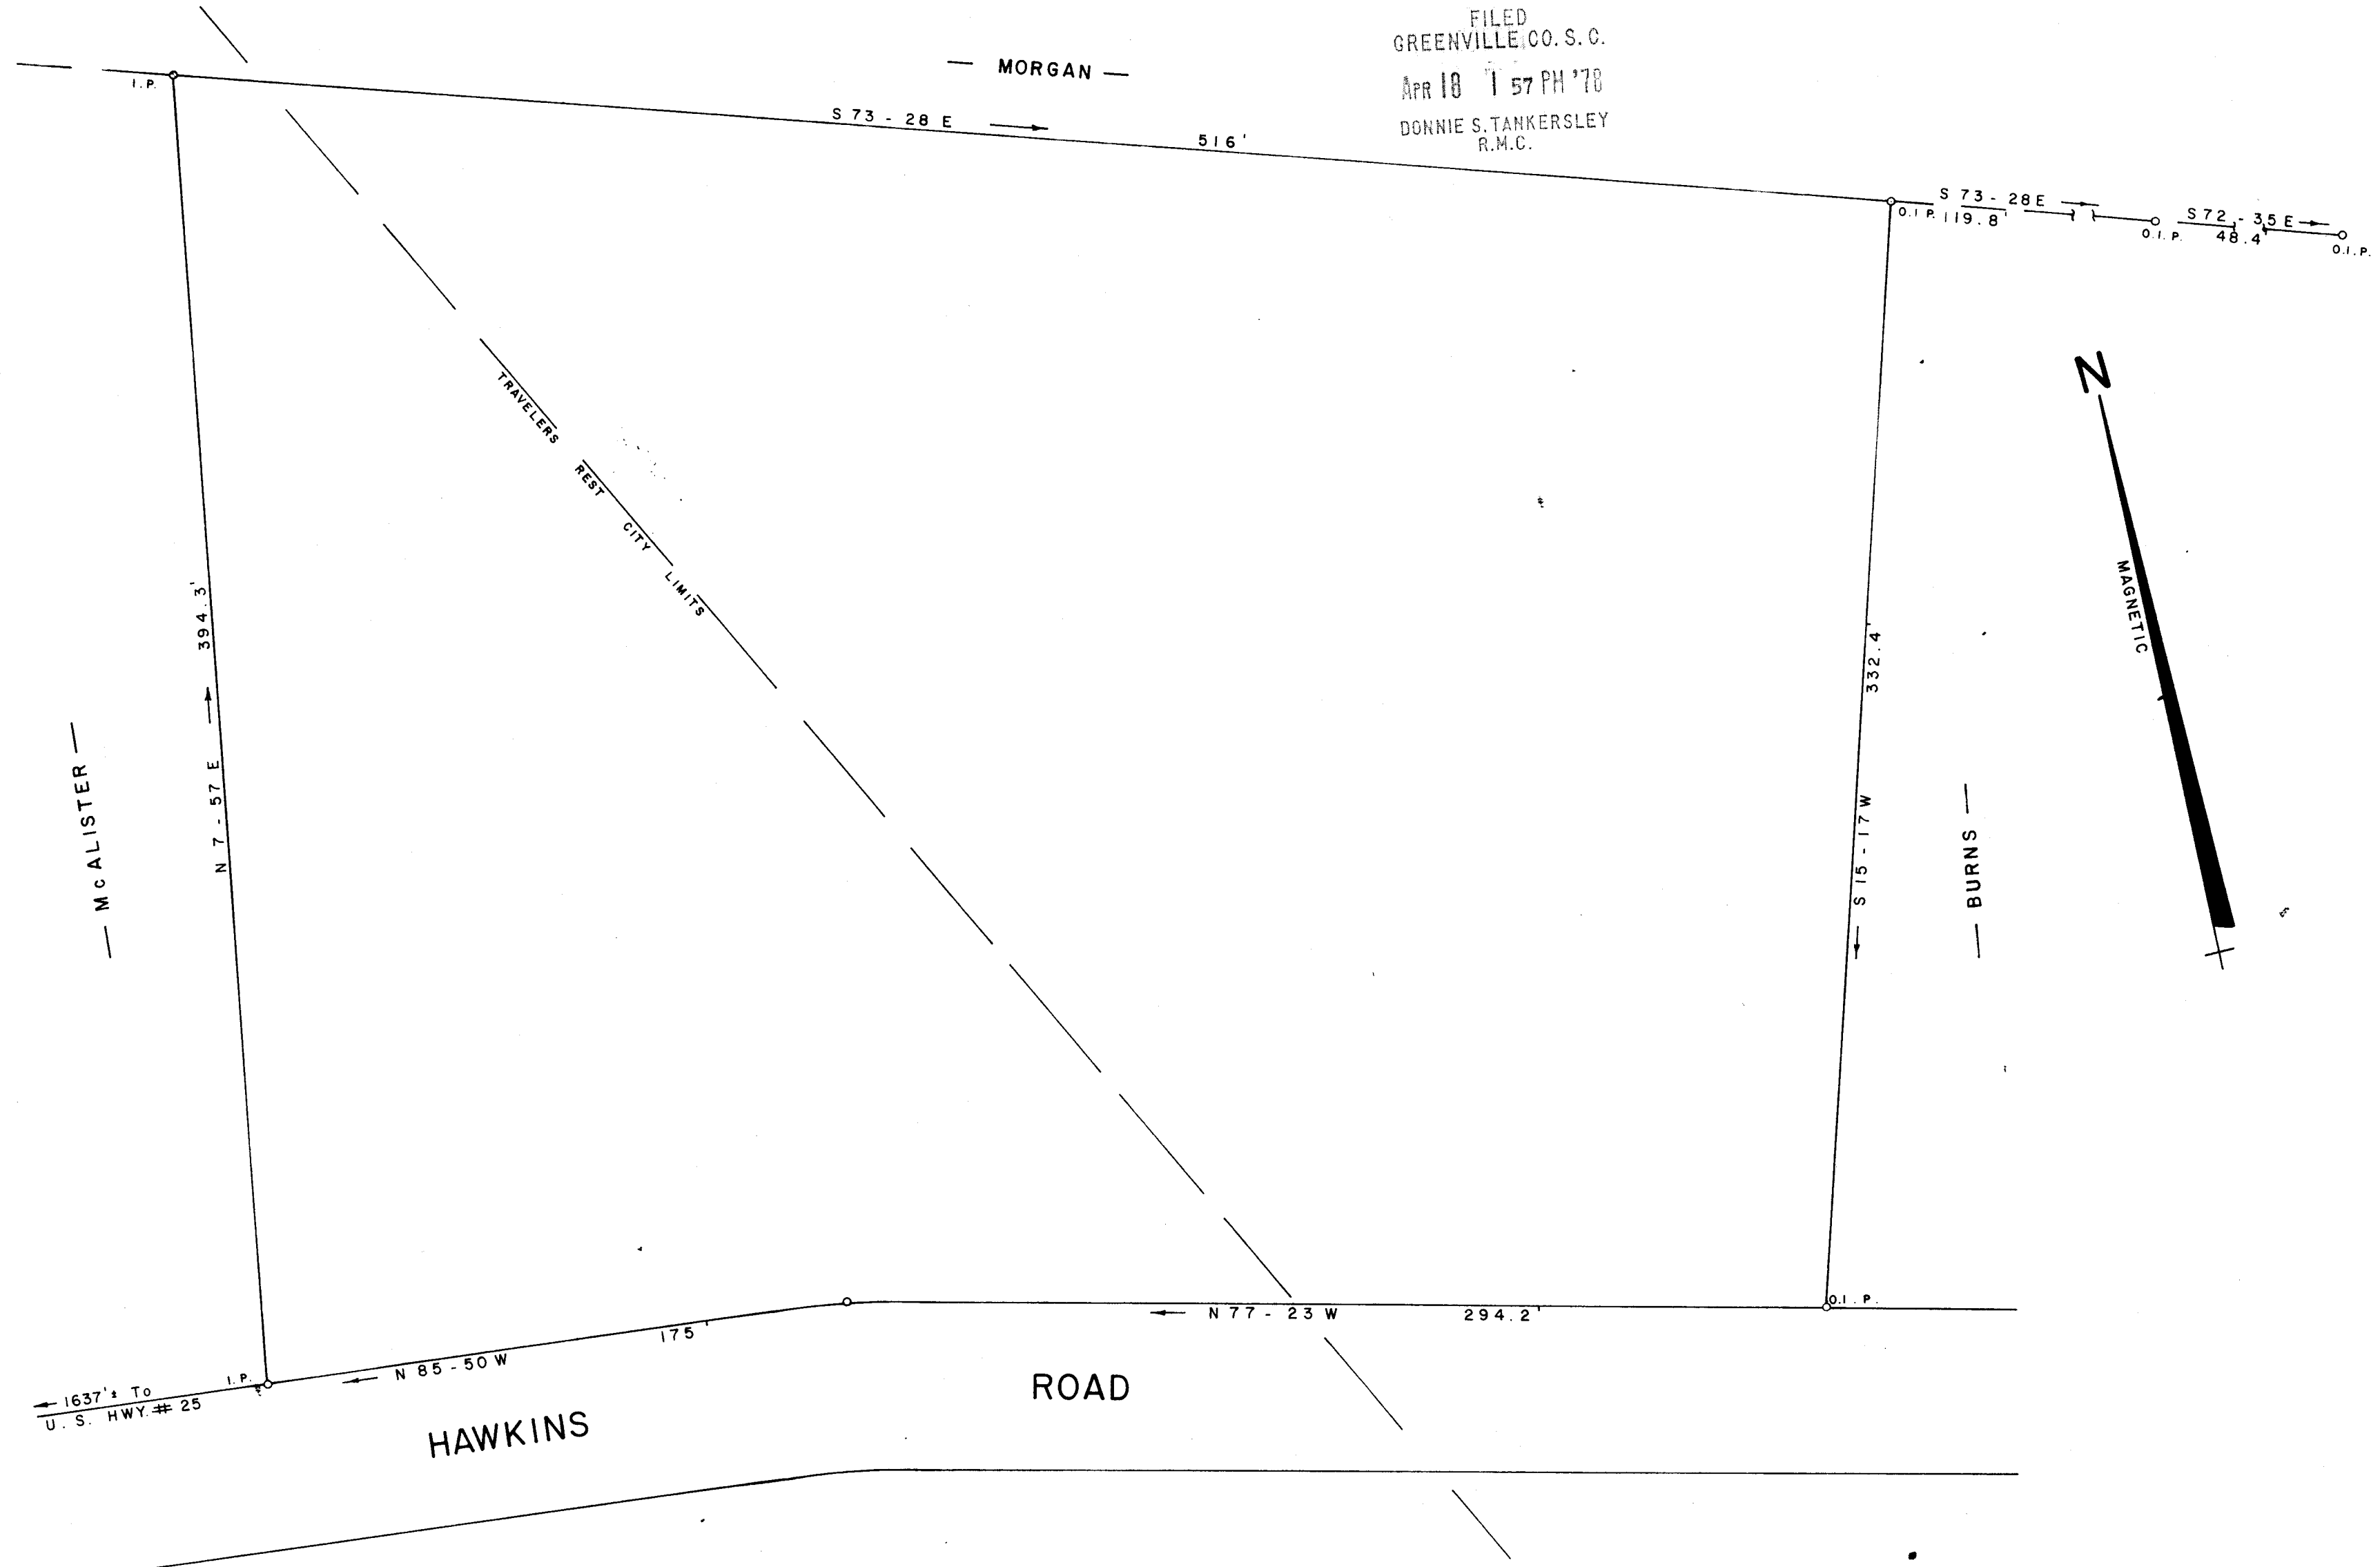 FILED
GREENVILLE CO. S. C.
APR 18 1 57 PM '78
DONNIE S. TANKERSLEY
R.M.C.
— MORGAN —
I. P.
S 73 - 28 E
516'
S 73 - 28 E
O. I. P. 119.8'
O. I. P.
S 72 - 35 E
48.4'
O. I. P.
N
MAGNETIC
TRAVELERS REST CITY LIMITS
394.3'
N 7 - 57 E
— McALISTER —
332.4'
S 15 - 17 W
— BURNS —
O. I. P.
N 77 - 23 W
294.2'
175'
N 85 - 50 W
I. P.
1637'± To
U. S. HWY. # 25
HAWKINS ROAD